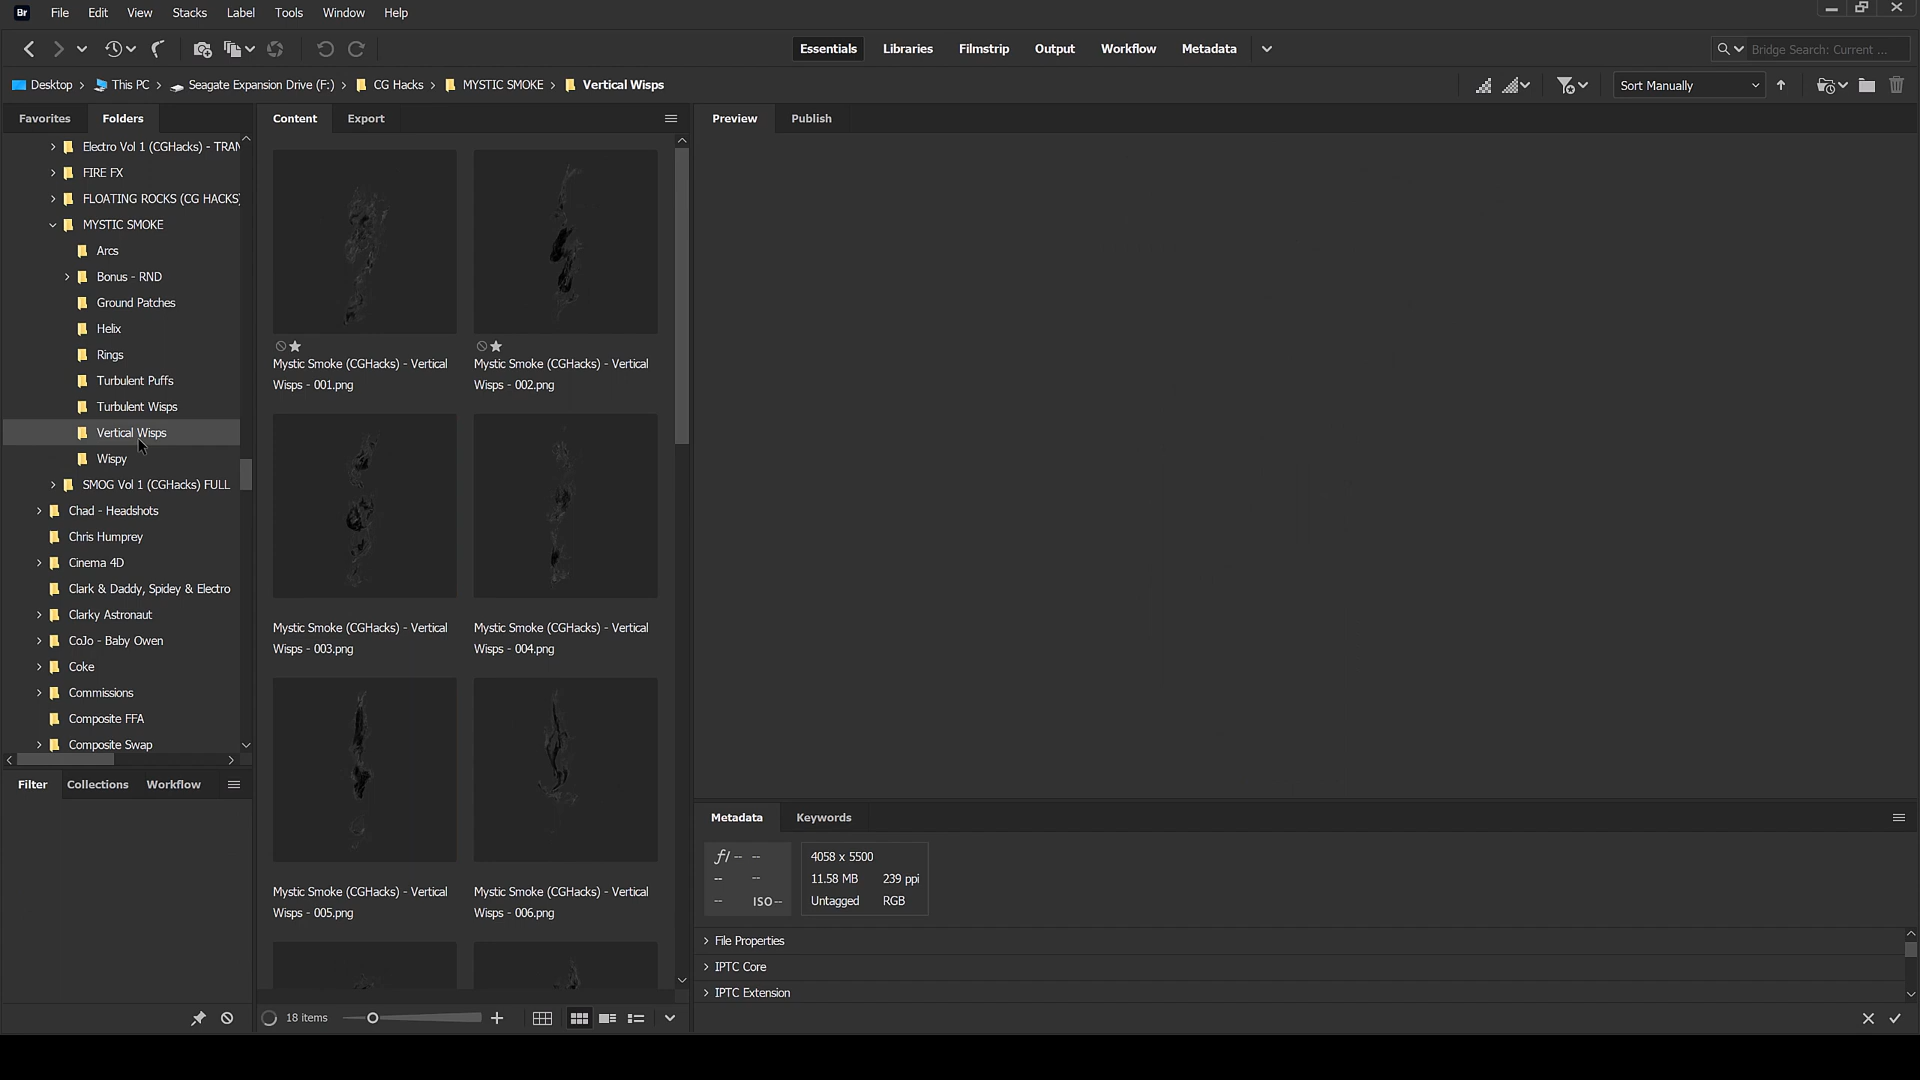 Br File Edit View Stacks Label Tools Window Help
Essentials Libraries Filmstrip Output Workflow Metadata
Bridge Search: Current ...
Desktop This PC Seagate Expansion Drive (F:) CG Hacks MYSTIC SMOKE Vertical Wisps
Sort Manually
Favorites Folders
Content Export
Preview Publish
Electro Vol 1 (CGHacks) - TRAN
FIRE FX
FLOATING ROCKS (CG HACKS)
MYSTIC SMOKE
Arcs
Bonus - RND
Ground Patches
Helix
Rings
Turbulent Puffs
Turbulent Wisps
Vertical Wisps
Wispy
SMOG Vol 1 (CGHacks) FULL
Chad - Headshots
Chris Humprey
Cinema 4D
Clark & Daddy, Spidey & Electro
Clarky Astronaut
CoJo - Baby Owen
Coke
Commissions
Composite FFA
Composite Swap
Filter Collections Workflow
Mystic Smoke (CGHacks) - Vertical
Wisps - 001.png
Mystic Smoke (CGHacks) - Vertical
Wisps - 002.png
Mystic Smoke (CGHacks) - Vertical
Wisps - 003.png
Mystic Smoke (CGHacks) - Vertical
Wisps - 004.png
Mystic Smoke (CGHacks) - Vertical
Wisps - 005.png
Mystic Smoke (CGHacks) - Vertical
Wisps - 006.png
18 items
Metadata Keywords
f/ -- --
-- --
-- ISO--
4058 x 5500
11.58 MB 239 ppi
Untagged RGB
File Properties
IPTC Core
IPTC Extension